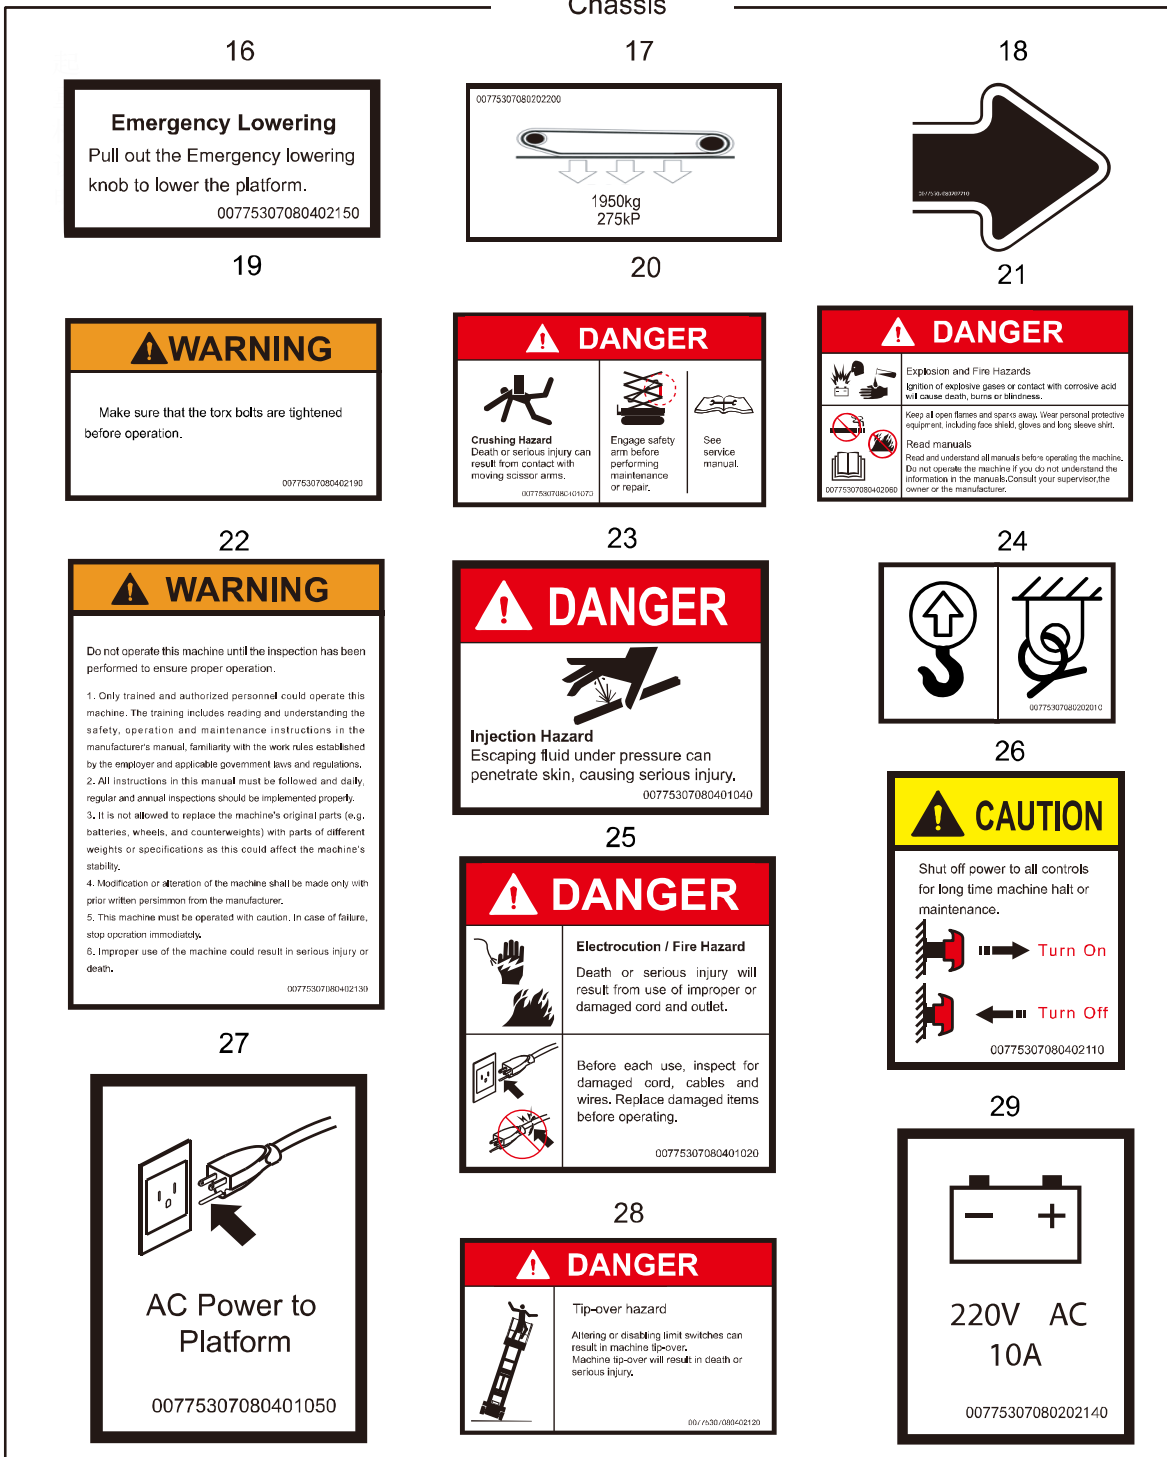 Chassis
16
Emergency Lowering
Pull out the Emergency lowering
knob to lower the platform.
00775307080402150
17
00775307080202200
1950kg
275kP
18
19
WARNING
Make sure that the torx bolts are tightened
before operation.
00775307080402190
20
DANGER
Crushing Hazard
Death or serious injury can
result from contact with
moving scissor arms.
00775307080401070
Engage safety
arm before
performing
maintenance
or repair.
See
service
manual.
21
DANGER
Explosion and Fire Hazards
Ignition of explosive gases or contact with corrosive acid
will cause death, burns or blindness.
Keep all open flames and sparks away. Wear personal protective
equipment, including face shield, gloves and long sleeve shirt.
Read manuals
Read and understand all manuals before operating the machine.
Do not operate the machine if you do not understand the
information in the manuals.Consult your supervisor,the
owner or the manufacturer.
00775307080402060
22
WARNING
Do not operate this machine until the inspection has been
performed to ensure proper operation.
1. Only trained and authorized personnel could operate this
machine. The training includes reading and understanding the
safety, operation and maintenance instructions in the
manufacturer's manual, familiarity with the work rules established
by the employer and applicable government laws and regulations.
2. All instructions in this manual must be followed and daily,
regular and annual inspections should be implemented properly.
3. It is not allowed to replace the machine's original parts (e.g.
batteries, wheels, and counterweights) with parts of different
weights or specifications as this could affect the machine's
stability.
4. Modification or alteration of the machine shall be made only with
prior written persimmon from the manufacturer.
5. This machine must be operated with caution. In case of failure,
stop operation immediately.
6. Improper use of the machine could result in serious injury or
death.
00775307080402130
23
DANGER
Injection Hazard
Escaping fluid under pressure can
penetrate skin, causing serious injury.
00775307080401040
24
00775307080202010
25
DANGER
Electrocution / Fire Hazard
Death or serious injury will
result from use of improper or
damaged cord and outlet.
Before each use, inspect for
damaged cord, cables and
wires. Replace damaged items
before operating.
00775307080401020
26
CAUTION
Shut off power to all controls
for long time machine halt or
maintenance.
Turn On
Turn Off
00775307080402110
27
AC Power to
Platform
00775307080401050
28
DANGER
Tip-over hazard
Altering or disabling limit switches can
result in machine tip-over.
Machine tip-over will result in death or
serious injury.
00775307080402120
29
220V AC
10A
00775307080202140